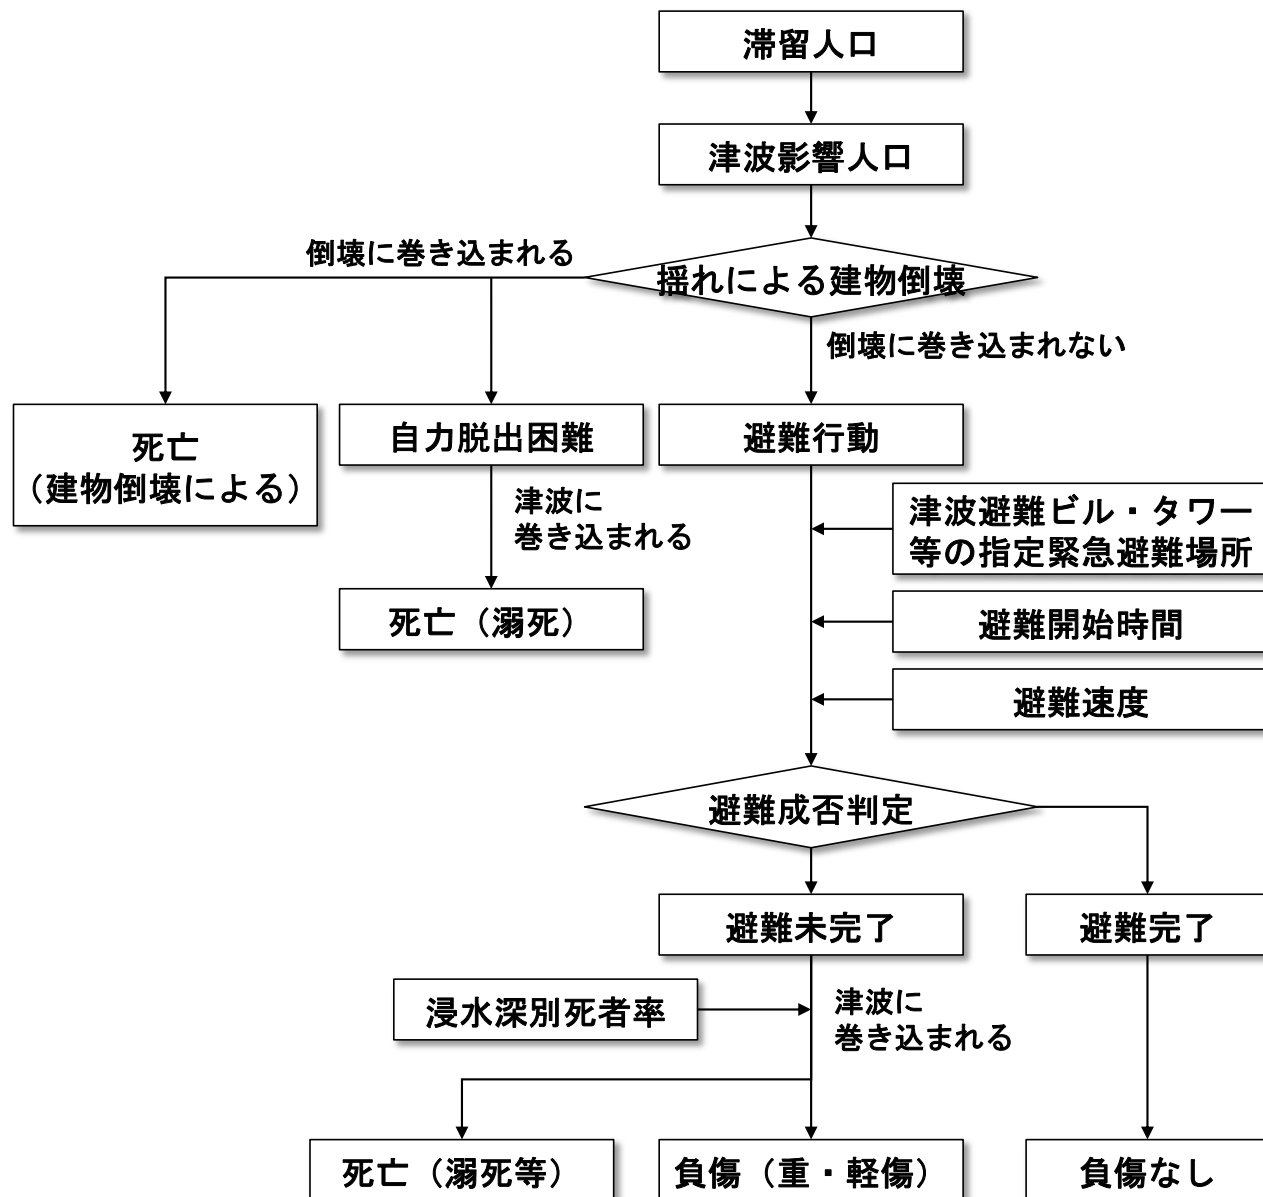 滞留人口
津波影響人口
倒壊に巻き込まれる
揺れによる建物倒壊
倒壊に巻き込まれない
死亡
（建物倒壊による）
自力脱出困難
避難行動
津波に
巻き込まれる
津波避難ビル・タワー
等の指定緊急避難場所
死亡（溺死）
避難開始時間
避難速度
避難成否判定
避難未完了
避難完了
浸水深別死者率
津波に
巻き込まれる
死亡（溺死等）
負傷（重・軽傷）
負傷なし